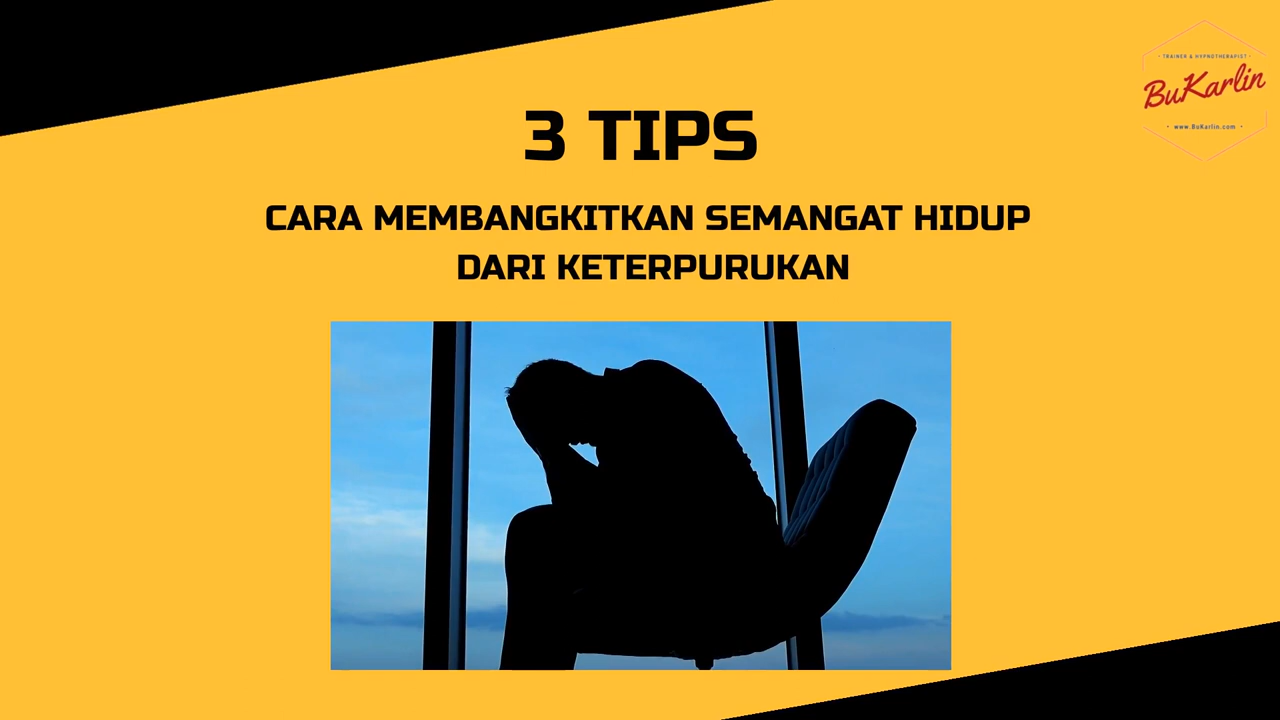 • TRAINER & HYPNOTHERAPIST •
BuKarlin
• www.BuKarlin.com •
3 TIPS
CARA MEMBANGKITKAN SEMANGAT HIDUP
DARI KETERPURUKAN